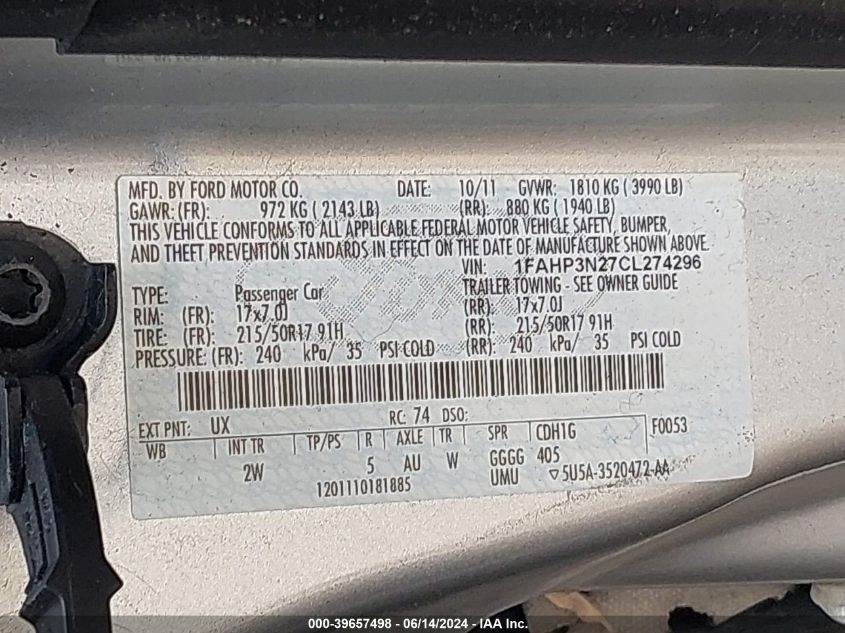 MFD. BY FORD MOTOR CO. DATE: 10/11 GVWR: 1810 KG ( 3990 LB)
GAWR: (FR): 972 KG ( 2143 LB) (RR): 880 KG ( 1940 LB)
THIS VEHICLE CONFORMS TO ALL APPLICABLE FEDERAL MOTOR VEHICLE SAFETY, BUMPER,
AND THEFT PREVENTION STANDARDS IN EFFECT ON THE DATE OF MANUFACTURE SHOWN ABOVE.
VIN: 1FAHP3N27CL274296
TYPE: Passenger Car TRAILER TOWING - SEE OWNER GUIDE
RIM: (FR): 17x7.0J (RR): 17x7.0J
TIRE: (FR): 215/50R17 91H (RR): 215/50R17 91H
PRESSURE: (FR): 240 kPa/ 35 PSI COLD (RR): 240 kPa/ 35 PSI COLD
EXT PNT: UX RC: 74 DSO: F0053
WB INT TR TP/PS R AXLE TR SPR CDH1G
2W 5 AU W GGGG 405
UMU ▽5U5A-3520472-AA
1201110181885
000-39657498 - 06/14/2024 - IAA, Inc.